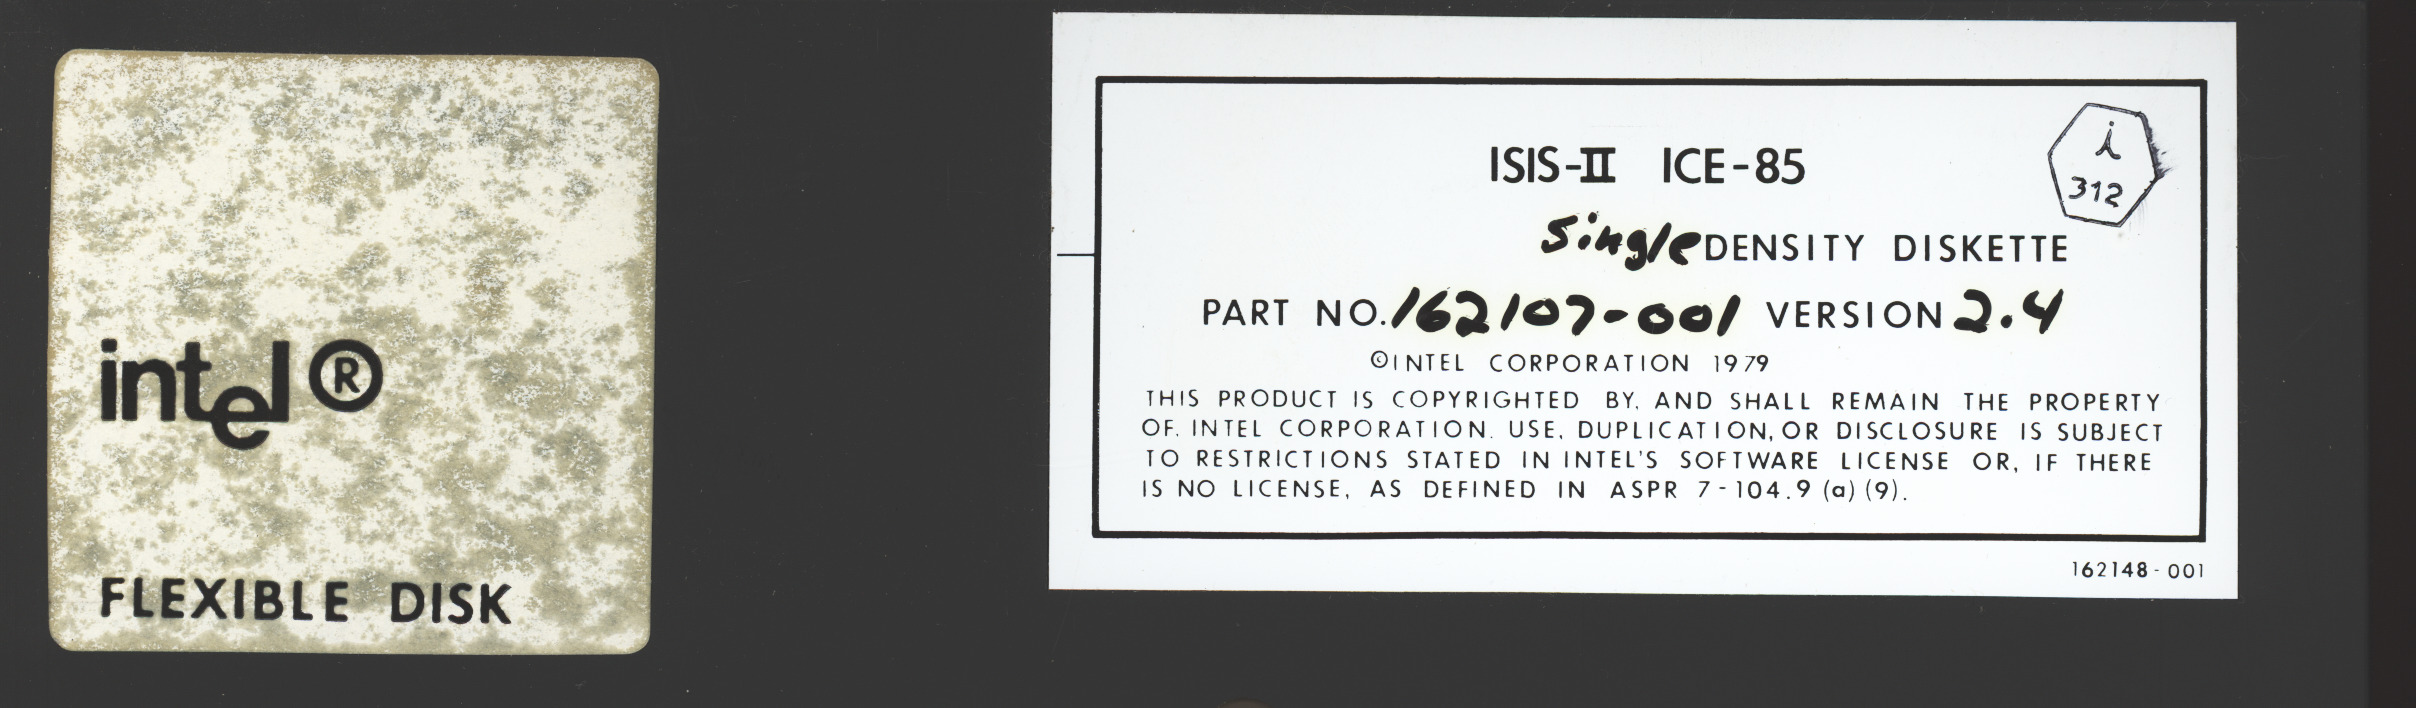 intel®
FLEXIBLE DISK
ISIS-II ICE-85
i
312
Single DENSITY DISKETTE
PART NO. 162107-001 VERSION 2.4
©INTEL CORPORATION 1979
THIS PRODUCT IS COPYRIGHTED BY, AND SHALL REMAIN THE PROPERTY
OF, INTEL CORPORATION. USE, DUPLICATION, OR DISCLOSURE IS SUBJECT
TO RESTRICTIONS STATED IN INTEL'S SOFTWARE LICENSE OR, IF THERE
IS NO LICENSE, AS DEFINED IN ASPR 7-104.9 (a) (9).
162148-001